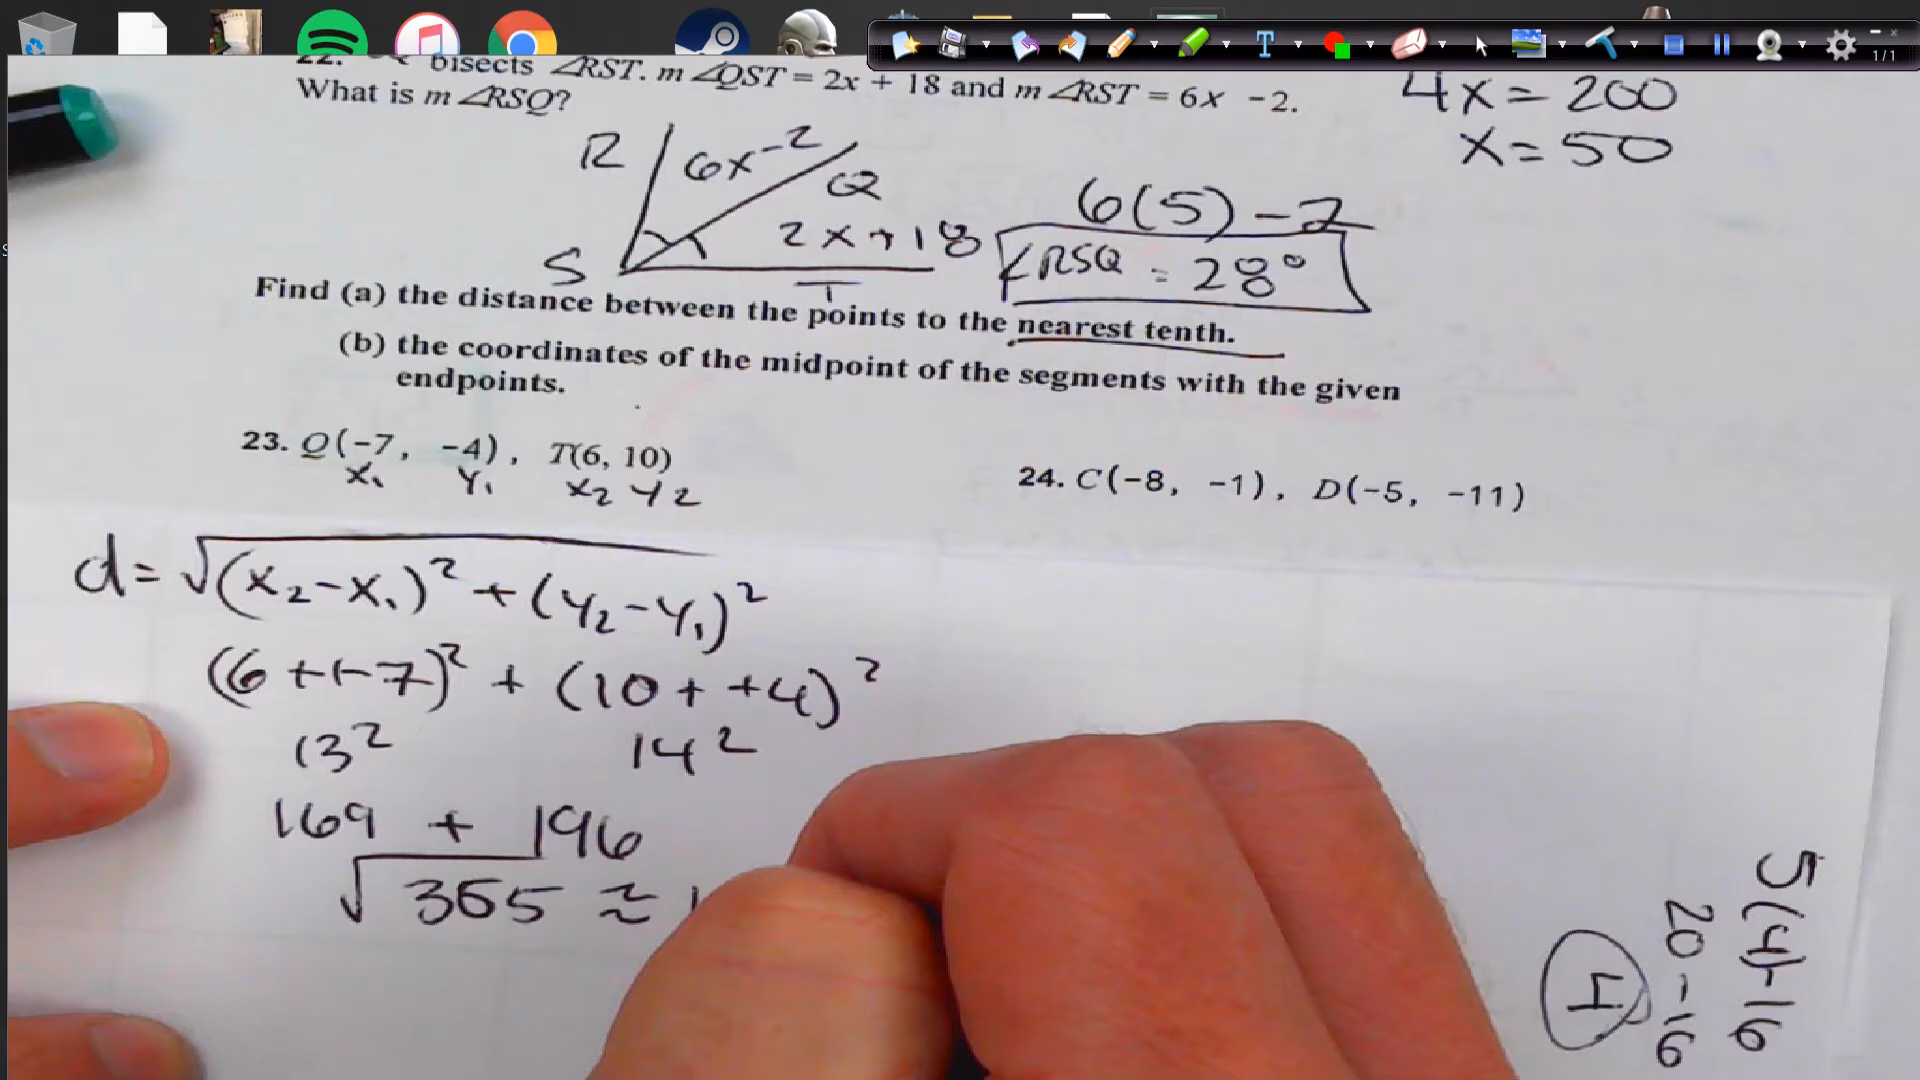 1/1
bisects ∠RST. m∠QST = 2x + 18 and m∠RST = 6x -2.
What is m∠RSQ?
4x = 200
x = 50
R 6x-2 Q
2x+18
S T
6(5)-2
∠RSQ = 28°
Find (a) the distance between the points to the nearest tenth.
(b) the coordinates of the midpoint of the segments with the given
endpoints.
23. Q(-7, -4), T(6, 10)
x₁ y₁ x₂ y₂
24. C(-8, -1), D(-5, -11)
d=√(x₂-x₁)²+(y₂-y₁)²
(6 ++7)² + (10 + +4)²
13² 14²
169 + 196
√365 ≈ 1
5(4)-16
20-16
4